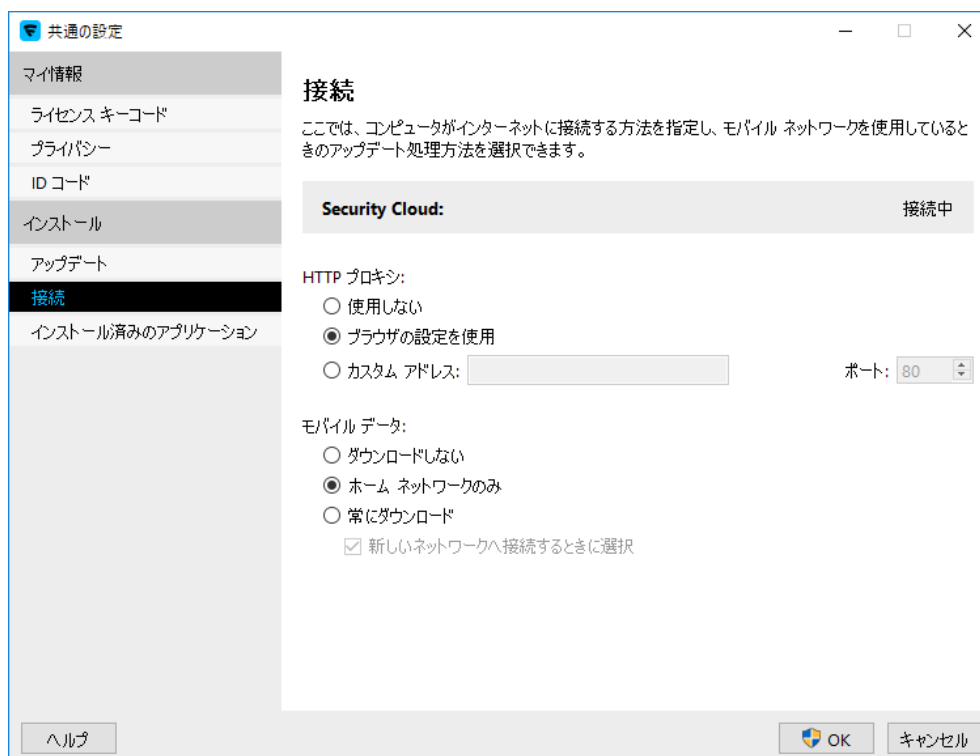 共通の設定
マイ情報
ライセンス キーコード
プライバシー
ID コード
インストール
アップデート
接続
インストール済みのアプリケーション
接続
ここでは、コンピュータがインターネットに接続する方法を指定し、モバイル ネットワークを使用していると
きのアップデート処理方法を選択できます。
Security Cloud: 接続中
HTTP プロキシ:
使用しない
ブラウザの設定を使用
カスタム アドレス: ポート: 80
モバイル データ:
ダウンロードしない
ホーム ネットワークのみ
常にダウンロード
新しいネットワークへ接続するときに選択
ヘルプ OK キャンセル